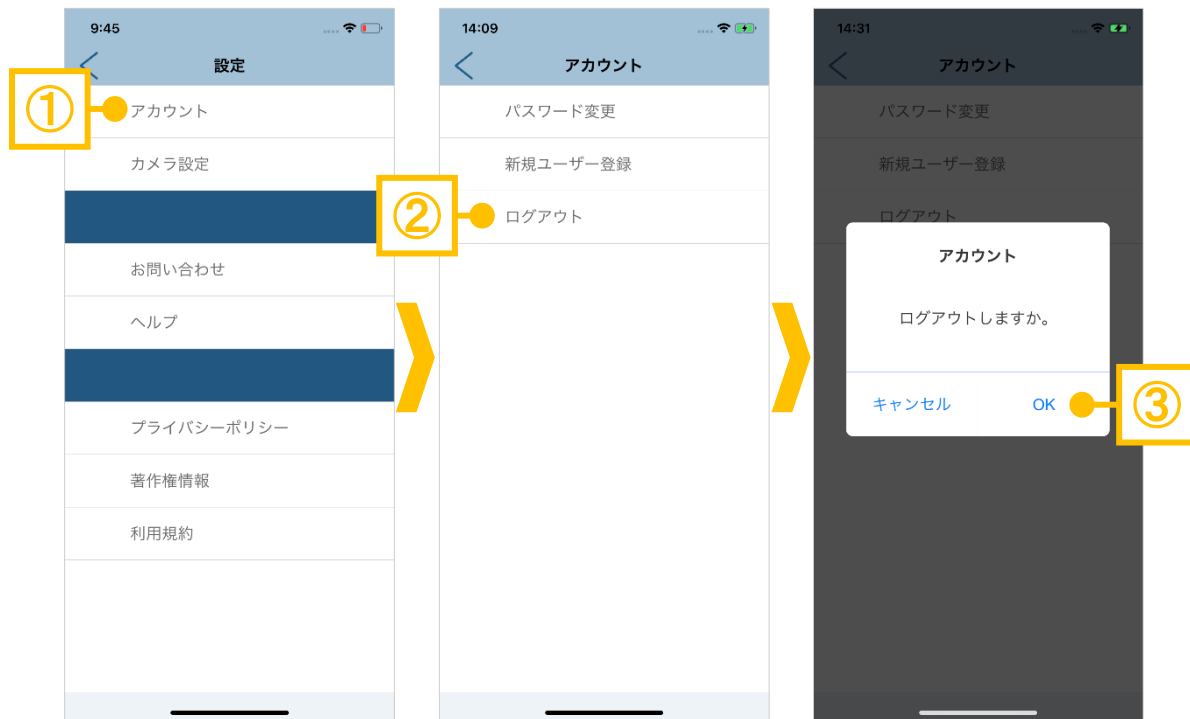 9:45
設定
①
アカウント
カメラ設定
お問い合わせ
ヘルプ
プライバシーポリシー
著作権情報
利用規約
14:09
アカウント
パスワード変更
新規ユーザー登録
②
ログアウト
14:31
アカウント
パスワード変更
新規ユーザー登録
ログアウト
アカウント
ログアウトしますか。
キャンセル
OK
③